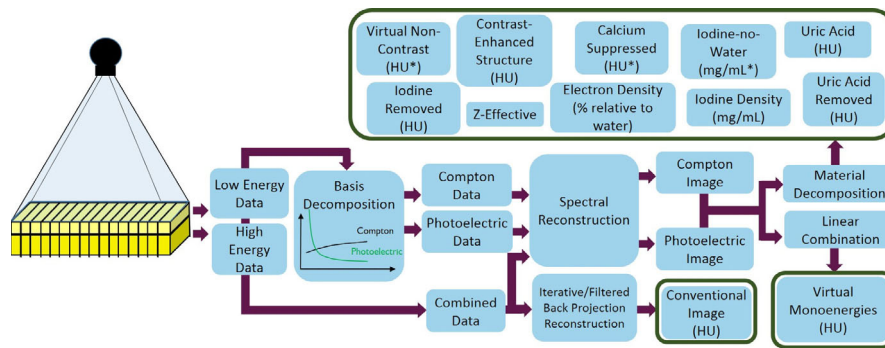 Virtual Non-
Contrast
(HU*)
Contrast-
Enhanced
Structure
(HU)
Calcium
Suppressed
(HU*)
Iodine-no-
Water
(mg/mL*)
Uric Acid
(HU)
Iodine
Removed
(HU)
Z-Effective
Electron Density
(% relative to
water)
Iodine Density
(mg/mL)
Uric Acid
Removed
(HU)
Low Energy
Data
High
Energy
Data
Basis
Decomposition
Compton
Photoelectric
Compton
Data
Photoelectric
Data
Combined
Data
Spectral
Reconstruction
Iterative/Filtered
Back Projection
Reconstruction
Compton
Image
Photoelectric
Image
Conventional
Image
(HU)
Material
Decomposition
Linear
Combination
Virtual
Monoenergies
(HU)